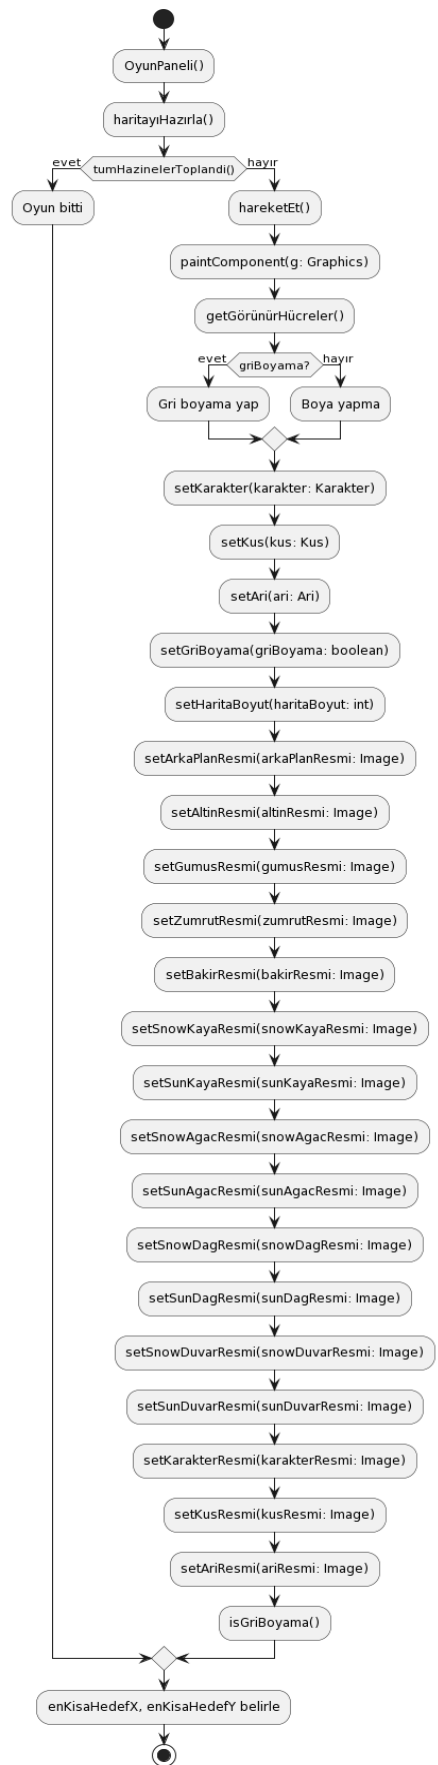 OyunPaneli()
haritayıHazırla()
evet
tumHazinelerToplandi()
hayır
Oyun bitti
hareketEt()
paintComponent(g: Graphics)
getGörünürHücreler()
evet
griBoyama?
hayır
Gri boyama yap
Boya yapma
setKarakter(karakter: Karakter)
setKus(kus: Kus)
setAri(ari: Ari)
setGriBoyama(griBoyama: boolean)
setHaritaBoyut(haritaBoyut: int)
setArkaPlanResmi(arkaPlanResmi: Image)
setAltinResmi(altinResmi: Image)
setGumusResmi(gumusResmi: Image)
setZumrutResmi(zumrutResmi: Image)
setBakirResmi(bakirResmi: Image)
setSnowKayaResmi(snowKayaResmi: Image)
setSunKayaResmi(sunKayaResmi: Image)
setSnowAgacResmi(snowAgacResmi: Image)
setSunAgacResmi(sunAgacResmi: Image)
setSnowDagResmi(snowDagResmi: Image)
setSunDagResmi(sunDagResmi: Image)
setSnowDuvarResmi(snowDuvarResmi: Image)
setSunDuvarResmi(sunDuvarResmi: Image)
setKarakterResmi(karakterResmi: Image)
setKusResmi(kusResmi: Image)
setAriResmi(ariResmi: Image)
isGriBoyama()
enKisaHedefX, enKisaHedefY belirle